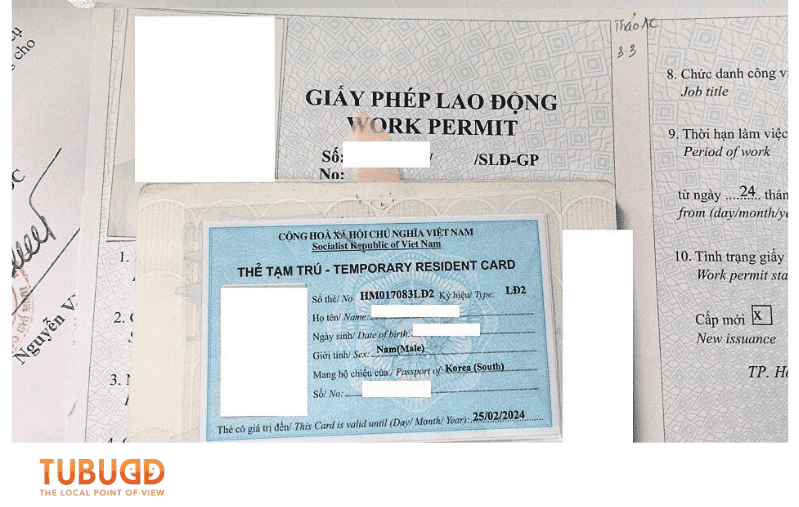 cho
Nguyễn V
GIẤY PHÉP LAO ĐỘNG
WORK PERMIT
Số: / /SLĐ-GP
No:
Thảo AC
33
8. Chức danh công v
Job title
9. Thời hạn làm việc
Period of work
từ ngày ....24.. thán
from (day/month/ye
10. Tình trạng giấy
Work permit sta
Cấp mới X
New issuance
TP. H
1.
2.
3. N
CỘNG HOÀ XÃ HỘI CHỦ NGHĨA VIỆT NAM
Socialist Republic of Viet Nam
THẺ TẠM TRÚ - TEMPORARY RESIDENT CARD
Số thẻ/ No HM017083LĐ2 Ký hiệu/ Type: LĐ2
Họ tên/ Name:
Ngày sinh/ Date of birth:
Giới tính/ Sex: Nam(Male)
Mang hộ chiếu của / Passport of: Korea (South)
Số/ No:
Thẻ có giá trị đến/ This Card is valid until (Day/ Month/ Year): 25/02/2024
TUBUDD
THE LOCAL POINT OF VIEW